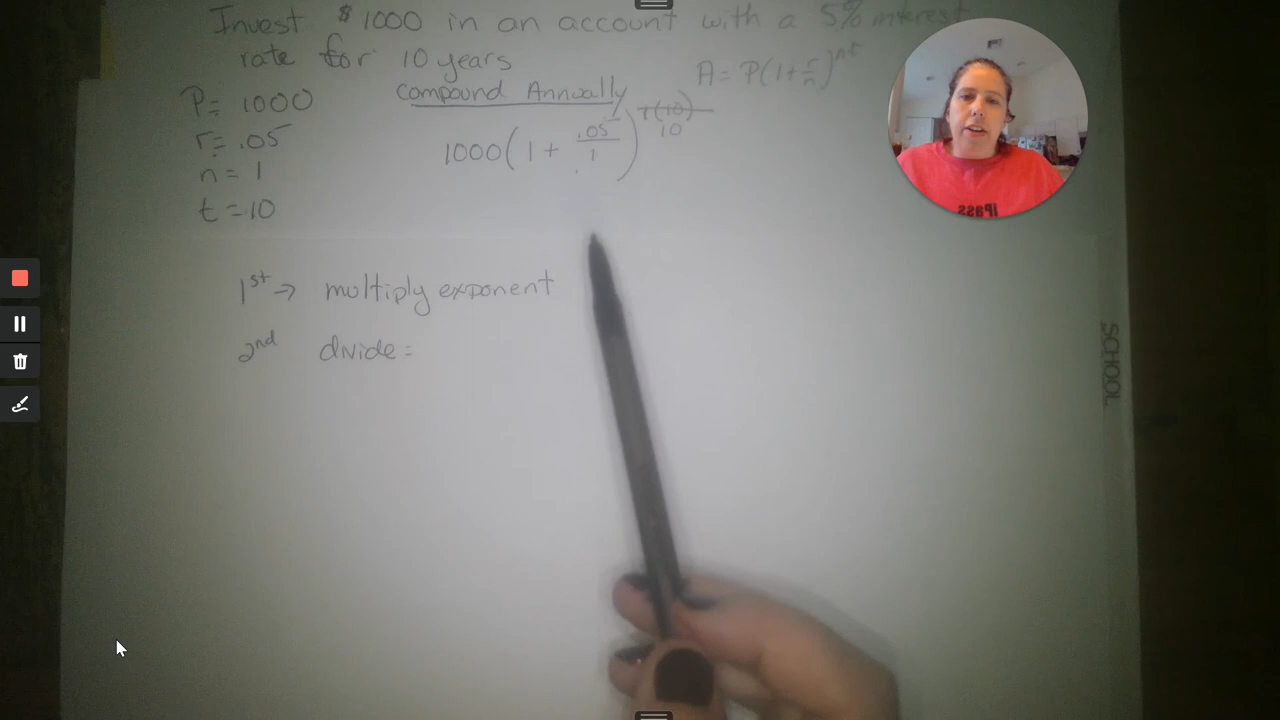 Invest $1000 in an account with a 5% interest
rate for 10 years
A = P(1+r/n)^nt
P = 1000
compound Annually
r = .05
1000(1 + .05/1)^1(10)
10
n = 1
t = 10
1st → multiply exponent
2nd divide =
SCHOOL
iPass